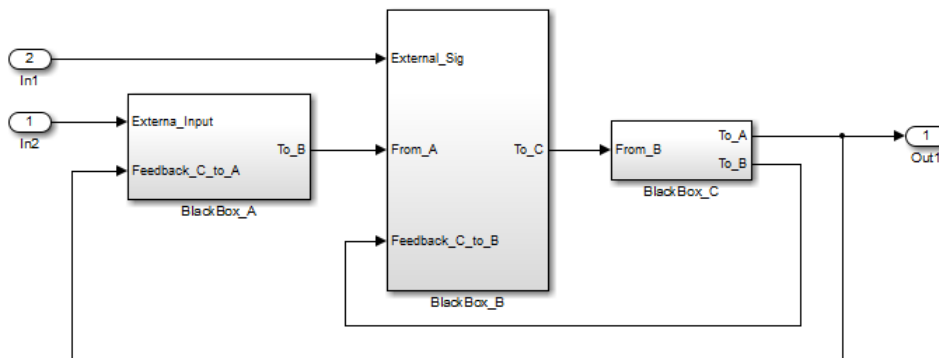 2
In1
External_Sig
1
In2
Externa_Input
Feedback_C_to_A
To_B
BlackBox_A
From_A
To_C
Feedback_C_to_B
BlackBox_B
From_B
To_A
To_B
BlackBox_C
1
Out1